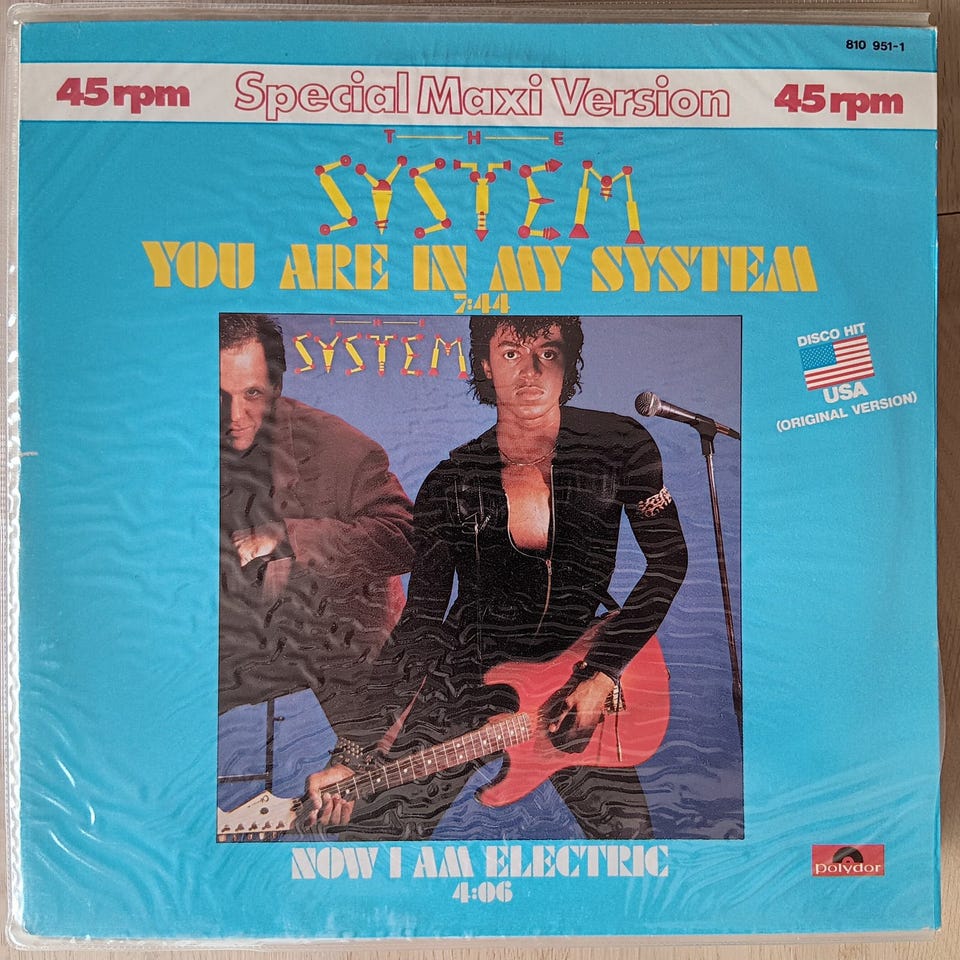 810 951-1
45 rpm Special Maxi Version 45 rpm
THE
SYSTEM
YOU ARE IN MY SYSTEM
7:44
THE
SYSTEM
DISCO HIT
USA
(ORIGINAL VERSION)
NOW I AM ELECTRIC
4:06
polydor